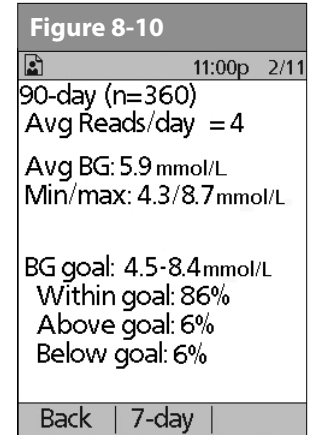 Figure 8-10
11:00p 2/11
90-day (n=360)
Avg Reads/day = 4
Avg BG: 5.9 mmol/L
Min/max: 4.3/8.7 mmol/L
BG goal: 4.5-8.4 mmol/L
Within goal: 86%
Above goal: 6%
Below goal: 6%
Back | 7-day |